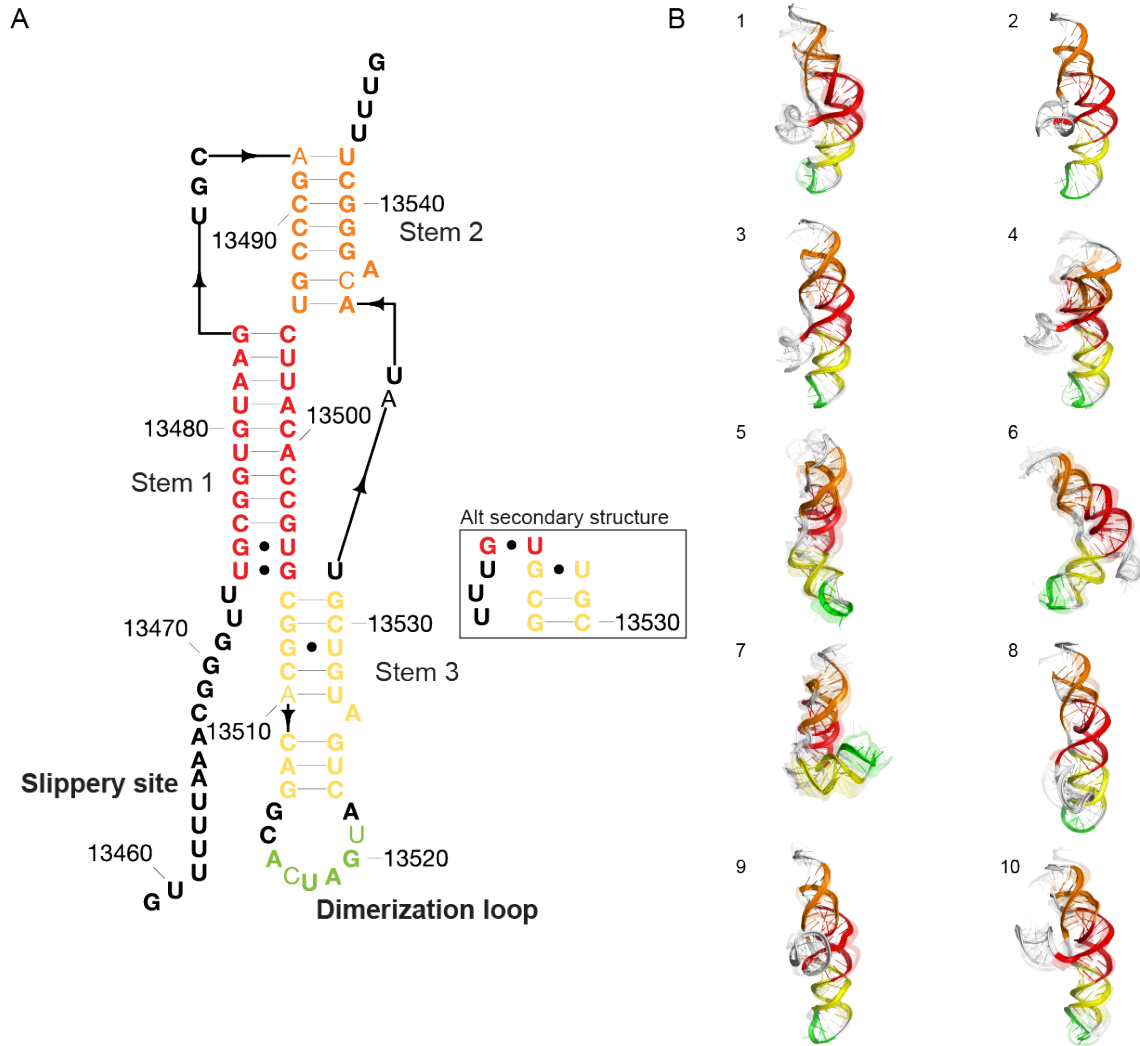 A
G
U
U
U
C A U
G G C
U C G 13540
13490 C G Stem 2
C G
A
G C
U A
G C
A U
A U
U
A
U A
13480 G C 13500
U A
Stem 1 G C
G C
C G
G U
U G U
U C G
U G C 13530
13470 G G U
G C G Stem 3
G A U
A
C 13510
A C G
A A U
A G C
Slippery site
U G A
U C U
U A G 13520
U C U A
13460 U
G
Dimerization loop
Alt secondary structure
G U
U G U
U C G
U G C 13530
B
1 2
3 4
5 6
7 8
9 10